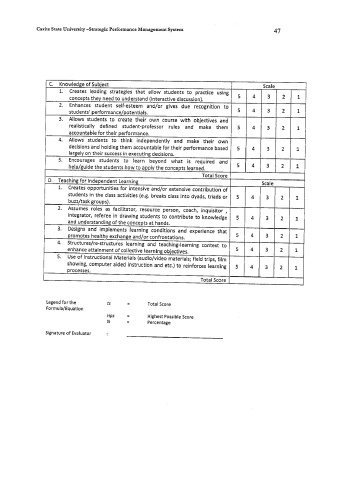 Cavite State University –Strategic Performance Management System 47
C. Knowledge of Subject Scale
1. Creates leading strategies that allow students to practice using 5 4 3 2 1
concepts they need to understand (interactive discussion).
2. Enhances student self-esteem and/or gives due recognition to 5 4 3 2 1
students' performance/potentials.
3. Allows students to create their own course with objectives and
realistically defined student-professor rules and make them 5 4 3 2 1
accountable for their performance.
4. Allows students to think independently and make their own
decisions and holding them accountable for their performance based 5 4 3 2 1
largely on their success in executing decisions.
5. Encourages students to learn beyond what is required and 5 4 3 2 1
help/guide the students how to apply the concepts learned.
Total Score
D. Teaching for Independent Learning Scale
1. Creates opportunities for intensive and/or extensive contribution of
students in the class activities (e.g. breaks class into dyads, triads or 5 4 3 2 1
buzz/task groups).
2. Assumes roles as facilitator, resource person, coach, inquisitor ,
integrator, referee in drawing students to contribute to knowledge 5 4 3 2 1
and understanding of the concepts at hands.
3. Designs and implements learning conditions and experience that 5 4 3 2 1
promotes healthy exchange and/or confrontations.
4. Structures/re-structures learning and teaching-learning context to 5 4 3 2 1
enhance attainment of collective learning objectives.
5. Use of Instructional Materials (audio/video materials; field trips, film
showing, computer aided instruction and etc.) to reinforces learning 5 4 3 2 1
processes.
Total Score
Legend for the = Total Score
Formula/Equation
Hps = Highest Possible Score
= Percentage
Signature of Evaluator :